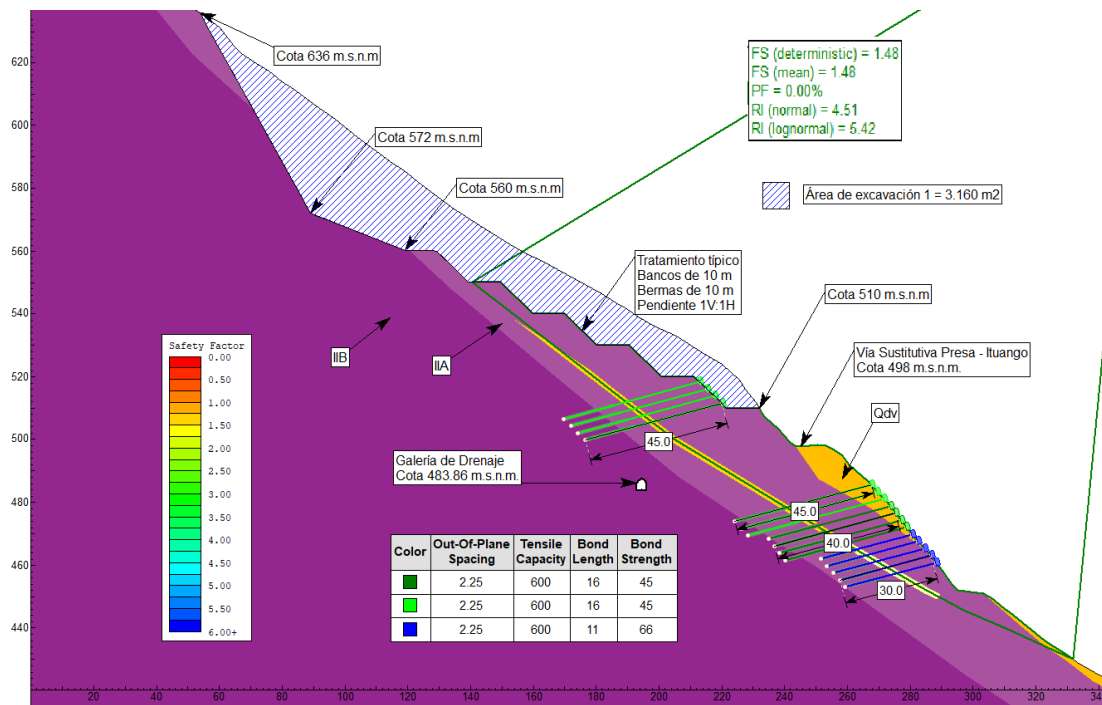 Cota 636 m.s.n.m
FS (deterministic) = 1.48
FS (mean) = 1.48
PF = 0.00%
RI (normal) = 4.51
RI (lognormal) = 5.42
Cota 572 m.s.n.m
Cota 560 m.s.n.m
Área de excavación 1 = 3.160 m2
Tratamiento típico
Bancos de 10 m
Bermas de 10 m
Pendiente 1V:1H
Cota 510 m.s.n.m
Vía Sustitutiva Presa - Ituango
Cota 498 m.s.n.m.
Qdv
IIB
IIA
Safety Factor
0.00
0.50
1.00
1.50
2.00
2.50
3.00
3.50
4.00
4.50
5.00
5.50
6.00+
45.0
Galería de Drenaje
Cota 483.86 m.s.n.m.
45.0
40.0
30.0
Color Out-Of-Plane Spacing Tensile Capacity Bond Length Bond Strength
2.25 600 16 45
2.25 600 16 45
2.25 600 11 66
620
600
580
560
540
520
500
480
460
440
20 40 60 80 100 120 140 160 180 200 220 240 260 280 300 320 340